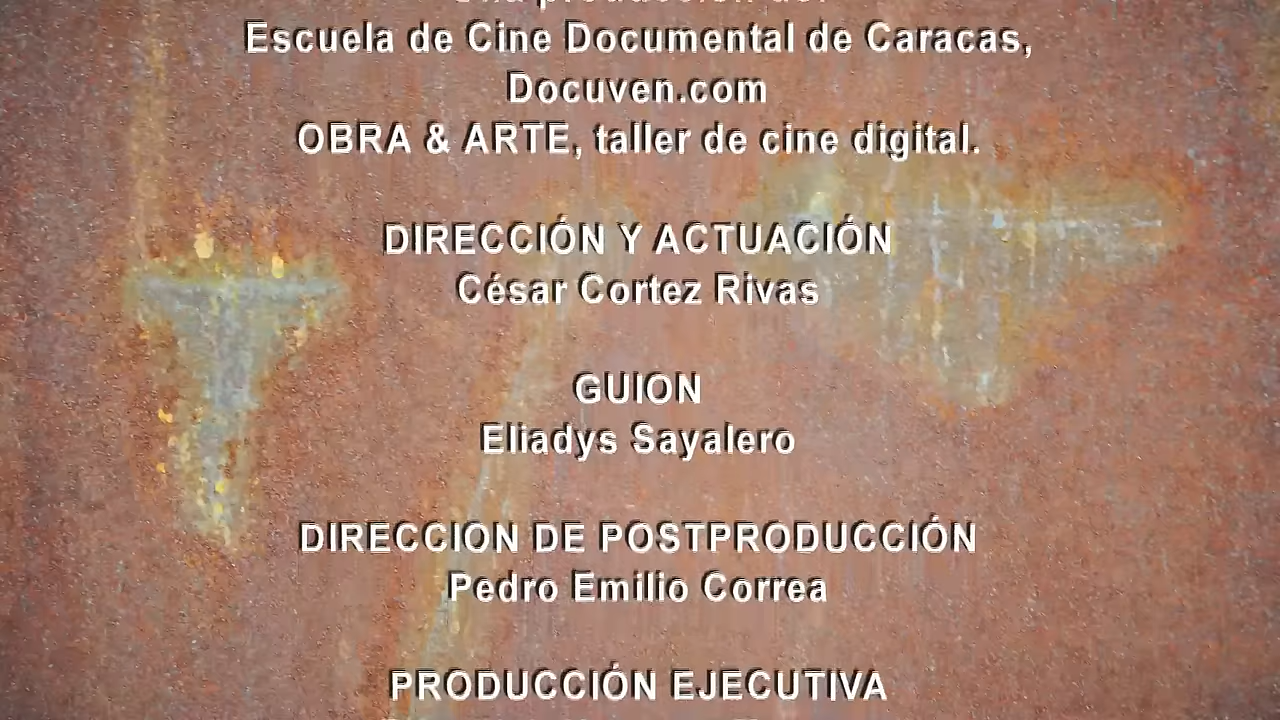 Escuela de Cine Documental de Caracas,
Docuven.com
OBRA & ARTE, taller de cine digital.
DIRECCIÓN Y ACTUACIÓN
César Cortez Rivas
GUION
Eliadys Sayalero
DIRECCION DE POSTPRODUCCIÓN
Pedro Emilio Correa
PRODUCCIÓN EJECUTIVA